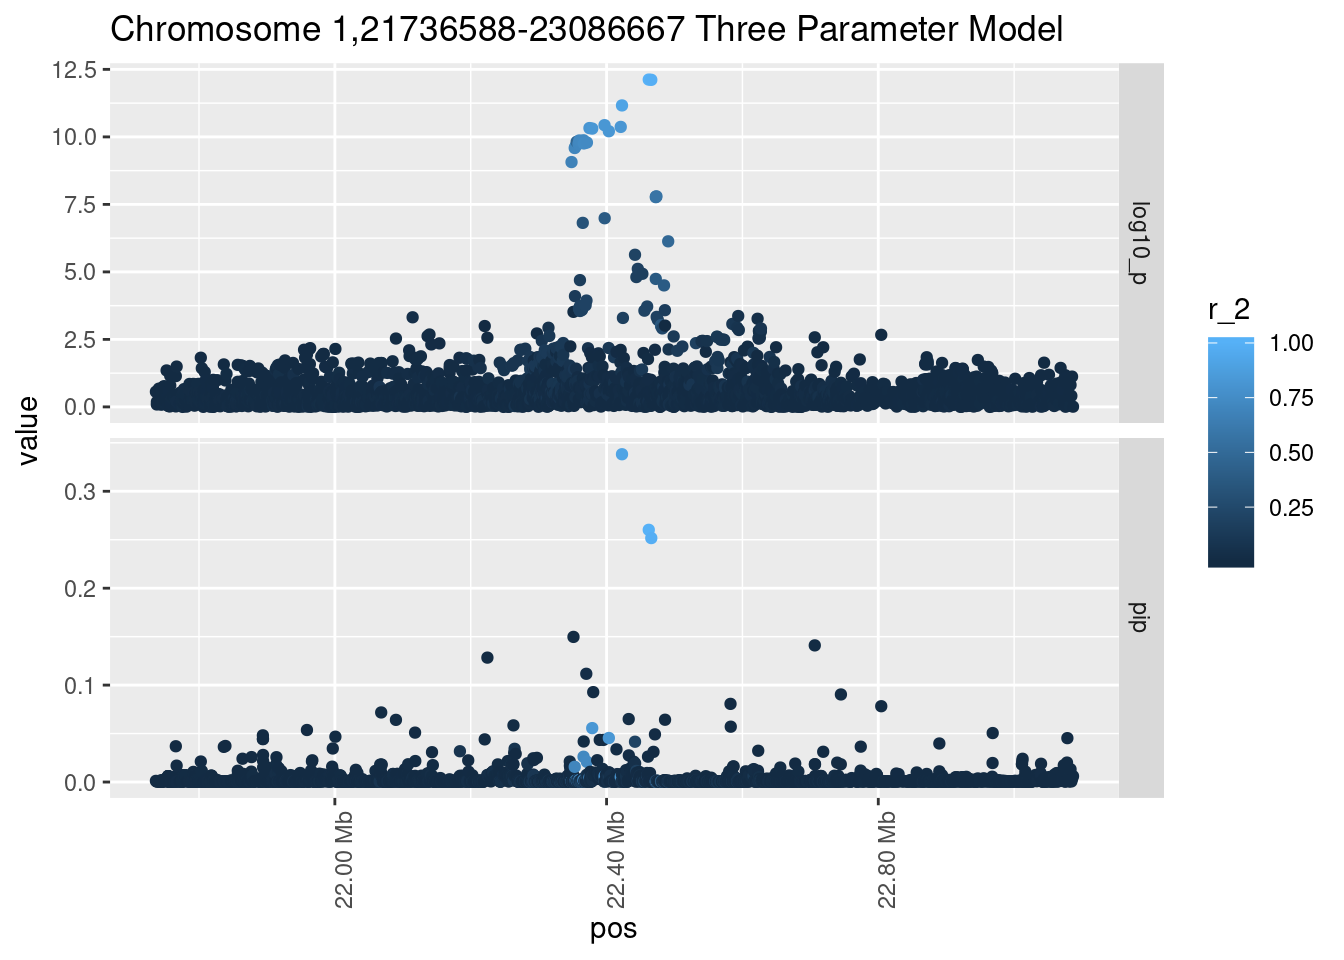 Chromosome 1,21736588-23086667 Three Parameter Model
12.5
10.0
7.5
5.0
2.5
0.0
log10_p
0.3
0.2
0.1
0.0
pip
value
22.00 Mb
22.40 Mb
22.80 Mb
pos
r_2
1.00
0.75
0.50
0.25